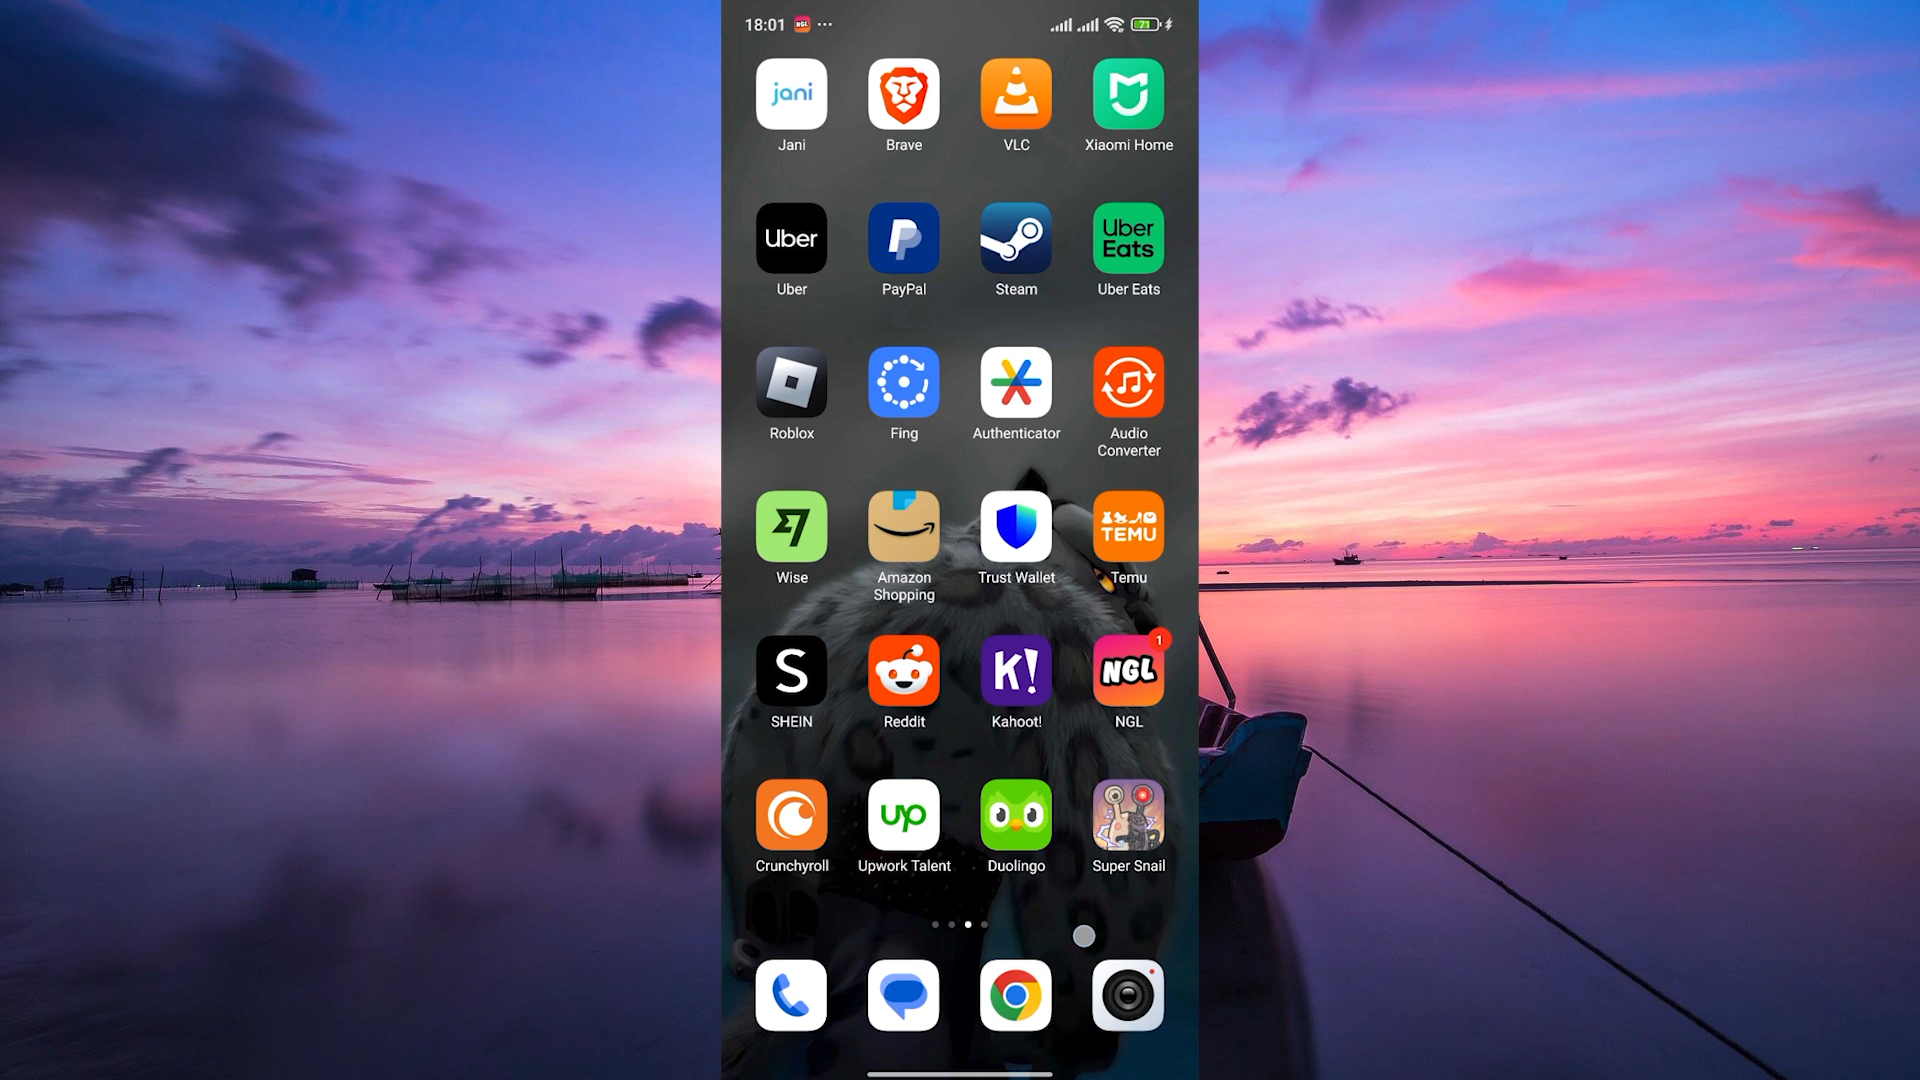 18:01 NGL ... 71
jani
Jani Brave VLC Xiaomi Home
Uber Uber Eats
Uber PayPal Steam Uber Eats
Roblox Fing Authenticator Audio Converter
TEMU
Wise Amazon Shopping Trust Wallet Temu
S K! NGL 1
SHEIN Reddit Kahoot! NGL
up
Crunchyroll Upwork Talent Duolingo Super Snail